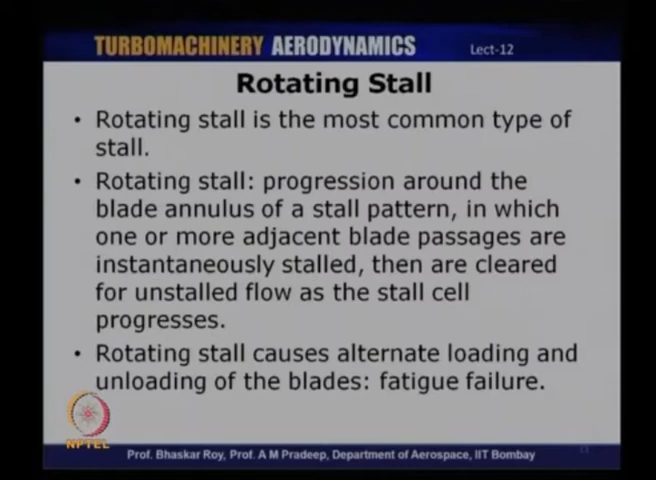 TURBOMACHINERY AERODYNAMICS Lect-12
Rotating Stall
• Rotating stall is the most common type of
stall.
• Rotating stall: progression around the
blade annulus of a stall pattern, in which
one or more adjacent blade passages are
instantaneously stalled, then are cleared
for unstalled flow as the stall cell
progresses.
• Rotating stall causes alternate loading and
unloading of the blades: fatigue failure.
NPTEL
Prof. Bhaskar Roy, Prof. A M Pradeep, Department of Aerospace, IIT Bombay